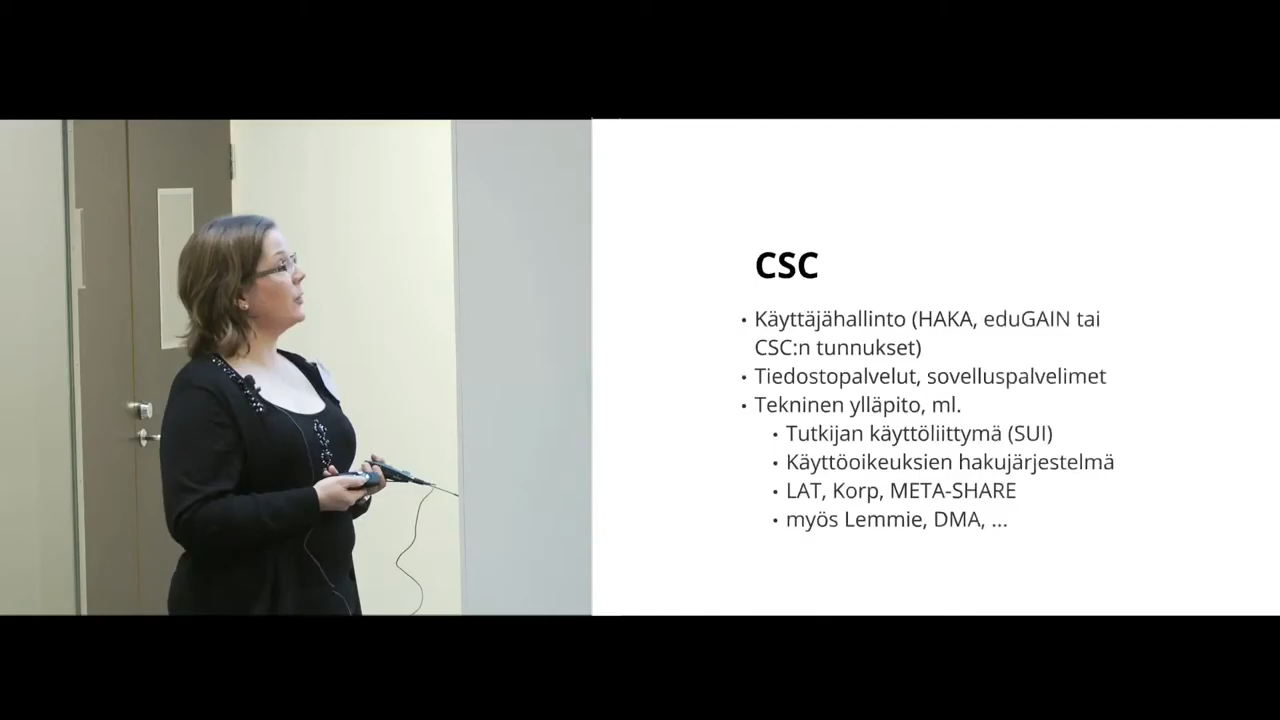 CSC
• Käyttäjähallinto (HAKA, eduGAIN tai
CSC:n tunnukset)
• Tiedostopalvelut, sovelluspalvelimet
• Tekninen ylläpito, ml.
• Tutkijan käyttöliittymä (SUI)
• Käyttöoikeuksien hakujärjestelmä
• LAT, Korp, META-SHARE
• myös Lemmie, DMA, ...